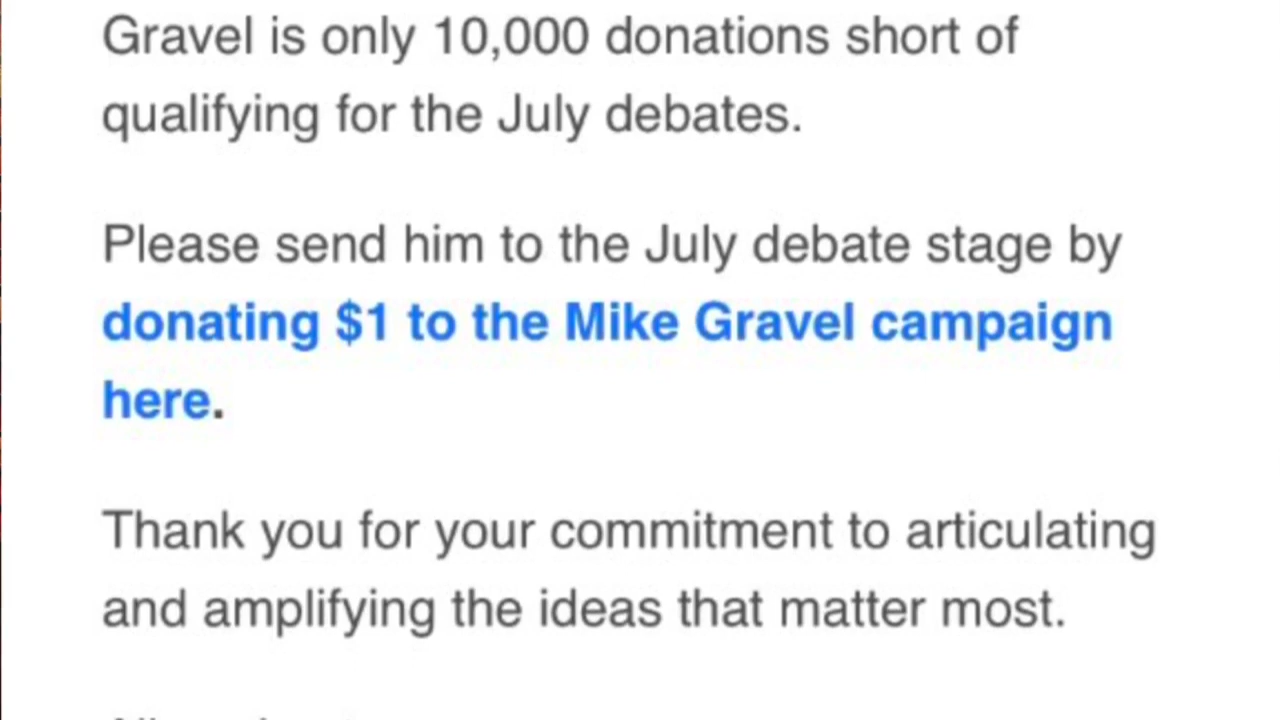 Gravel is only 10,000 donations short of
qualifying for the July debates.
Please send him to the July debate stage by
donating $1 to the Mike Gravel campaign
here.
Thank you for your commitment to articulating
and amplifying the ideas that matter most.